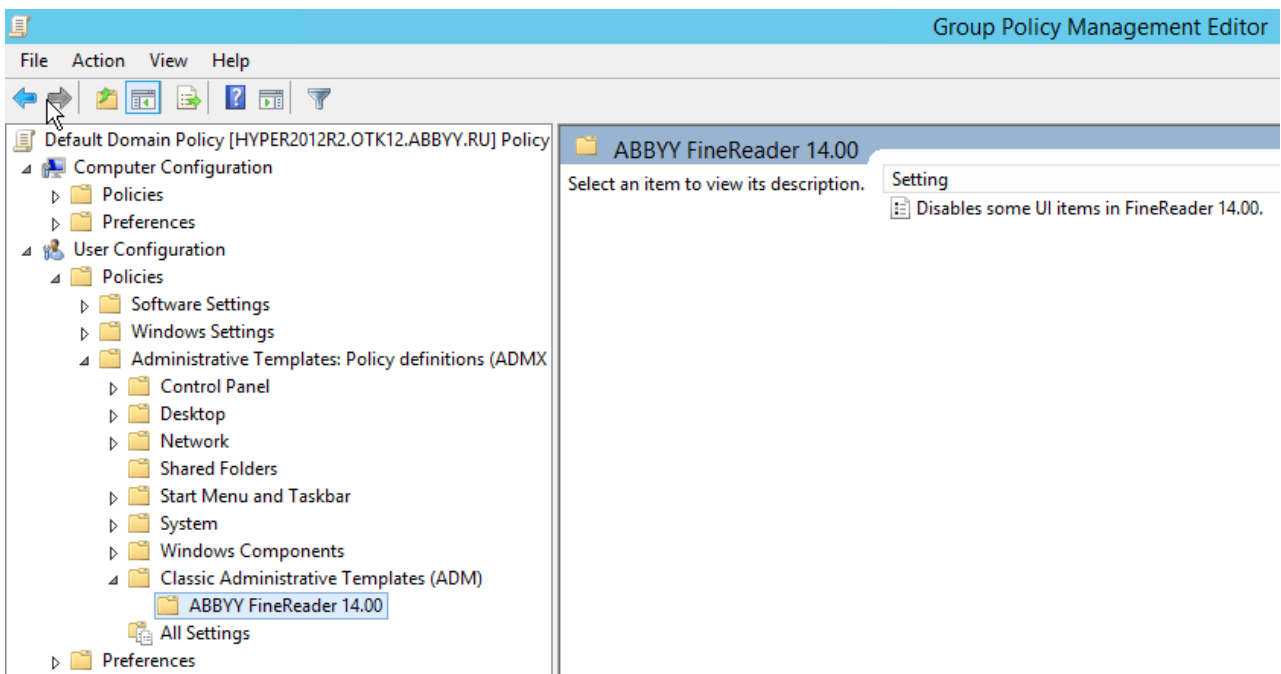 Group Policy Management Editor
File Action View Help
Default Domain Policy [HYPER2012R2.OTK12.ABBYY.RU] Policy
Computer Configuration
Policies
Preferences
User Configuration
Policies
Software Settings
Windows Settings
Administrative Templates: Policy definitions (ADMX
Control Panel
Desktop
Network
Shared Folders
Start Menu and Taskbar
System
Windows Components
Classic Administrative Templates (ADM)
ABBYY FineReader 14.00
All Settings
Preferences
ABBYY FineReader 14.00
Select an item to view its description.
Setting
Disables some UI items in FineReader 14.00.